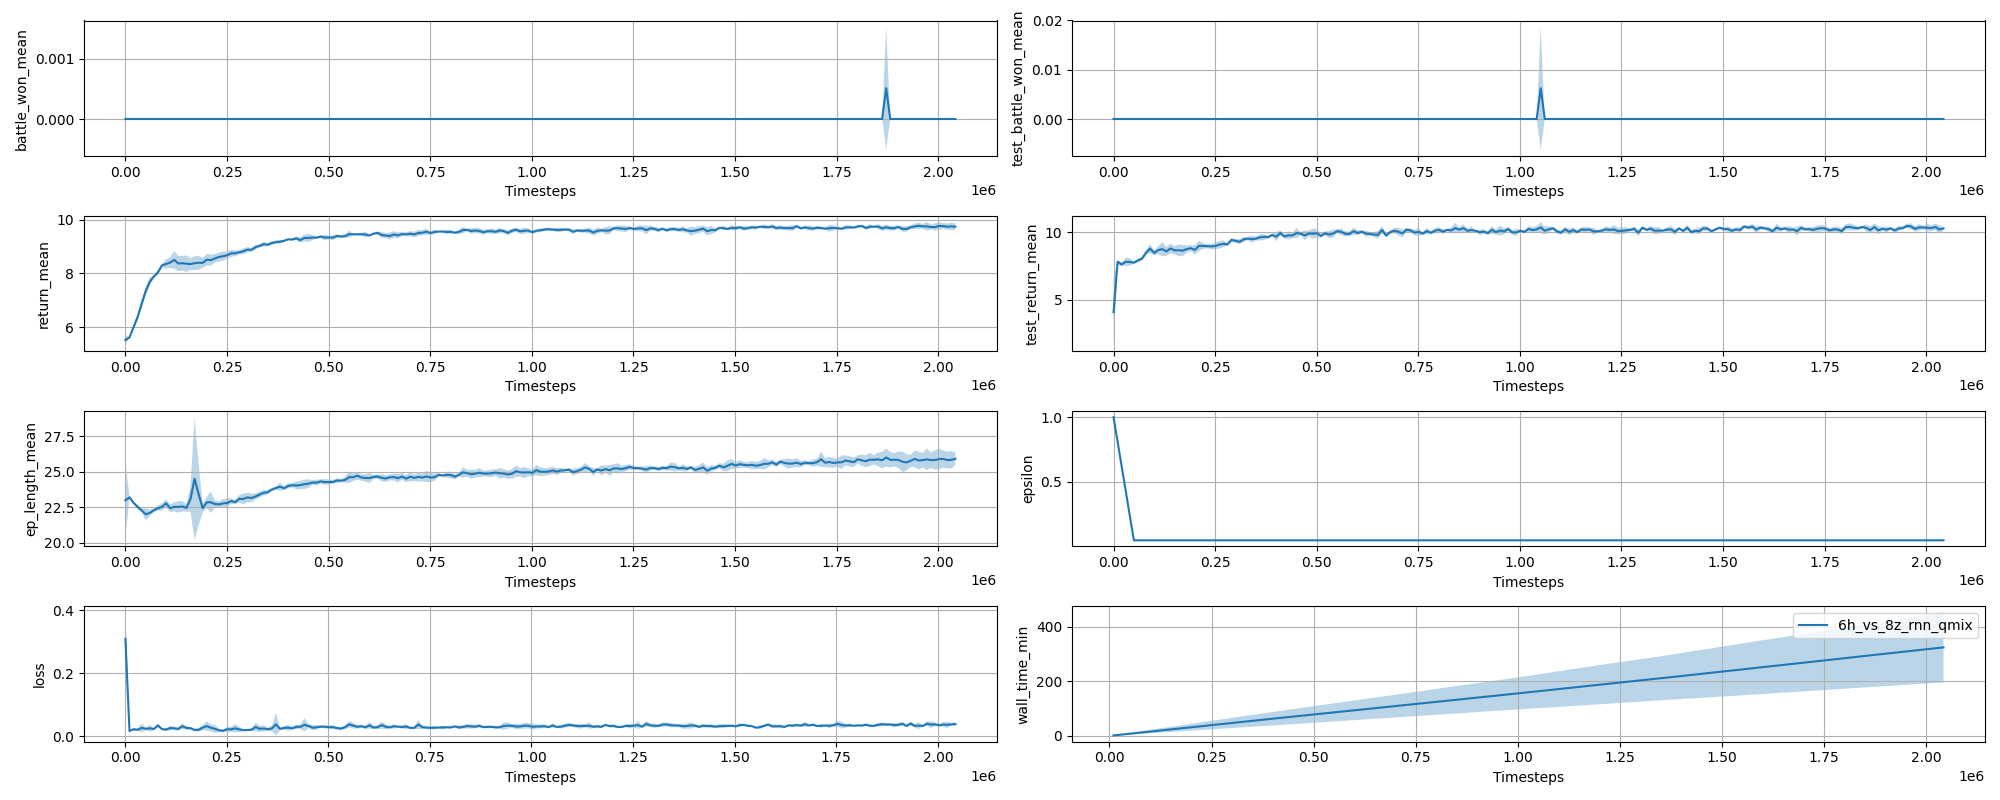 battle_won_mean
0.001
0.000
0.00 0.25 0.50 0.75 1.00 1.25 1.50 1.75 2.00
1e6
Timesteps
test_battle_won_mean
0.02
0.01
0.00
0.00 0.25 0.50 0.75 1.00 1.25 1.50 1.75 2.00
1e6
Timesteps
return_mean
10
8
6
0.00 0.25 0.50 0.75 1.00 1.25 1.50 1.75 2.00
1e6
Timesteps
test_return_mean
10
5
0.00 0.25 0.50 0.75 1.00 1.25 1.50 1.75 2.00
1e6
Timesteps
ep_length_mean
27.5
25.0
22.5
20.0
0.00 0.25 0.50 0.75 1.00 1.25 1.50 1.75 2.00
1e6
Timesteps
epsilon
1.0
0.5
0.00 0.25 0.50 0.75 1.00 1.25 1.50 1.75 2.00
1e6
Timesteps
loss
0.4
0.2
0.0
0.00 0.25 0.50 0.75 1.00 1.25 1.50 1.75 2.00
1e6
Timesteps
wall_time_min
400
200
0
6h_vs_8z_rnn_qmix
0.00 0.25 0.50 0.75 1.00 1.25 1.50 1.75 2.00
1e6
Timesteps